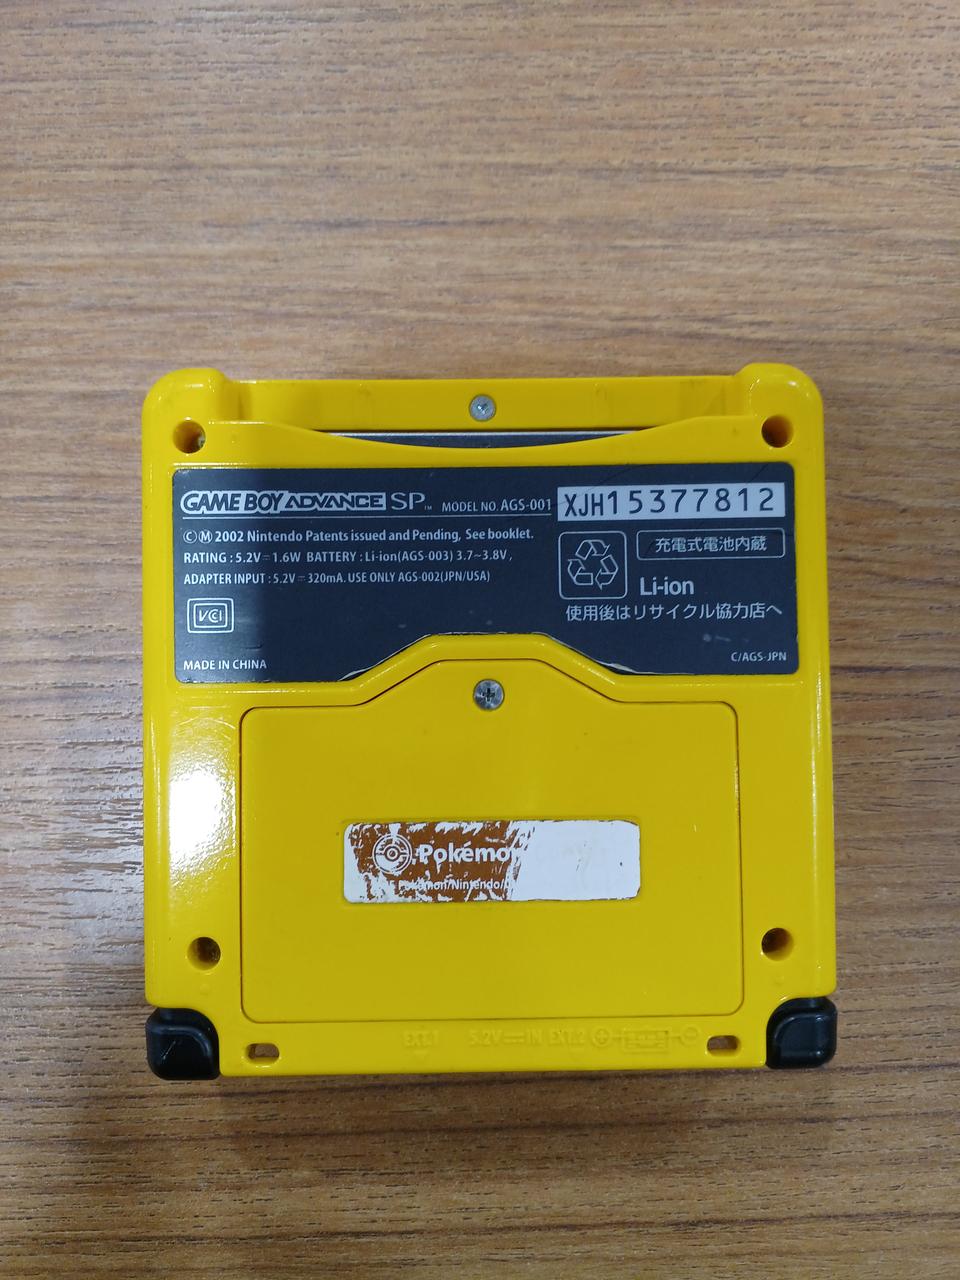 GAME BOY ADVANCE SP™ MODEL NO. AGS-001 XJH15377812
ⒸⓂ 2002 Nintendo Patents issued and Pending, See booklet.
RATING : 5.2V⎓1.6W BATTERY : Li-ion(AGS-003) 3.7~3.8V ,
ADAPTER INPUT : 5.2V⎓320mA. USE ONLY AGS-002(JPN/USA)
充電式電池内蔵
Li-ion
使用後はリサイクル協力店へ
VCI
MADE IN CHINA
C/AGS-JPN
Pokémon
Pokémon/Nintendo/
EXT.1 5.2V⎓IN EXT.2